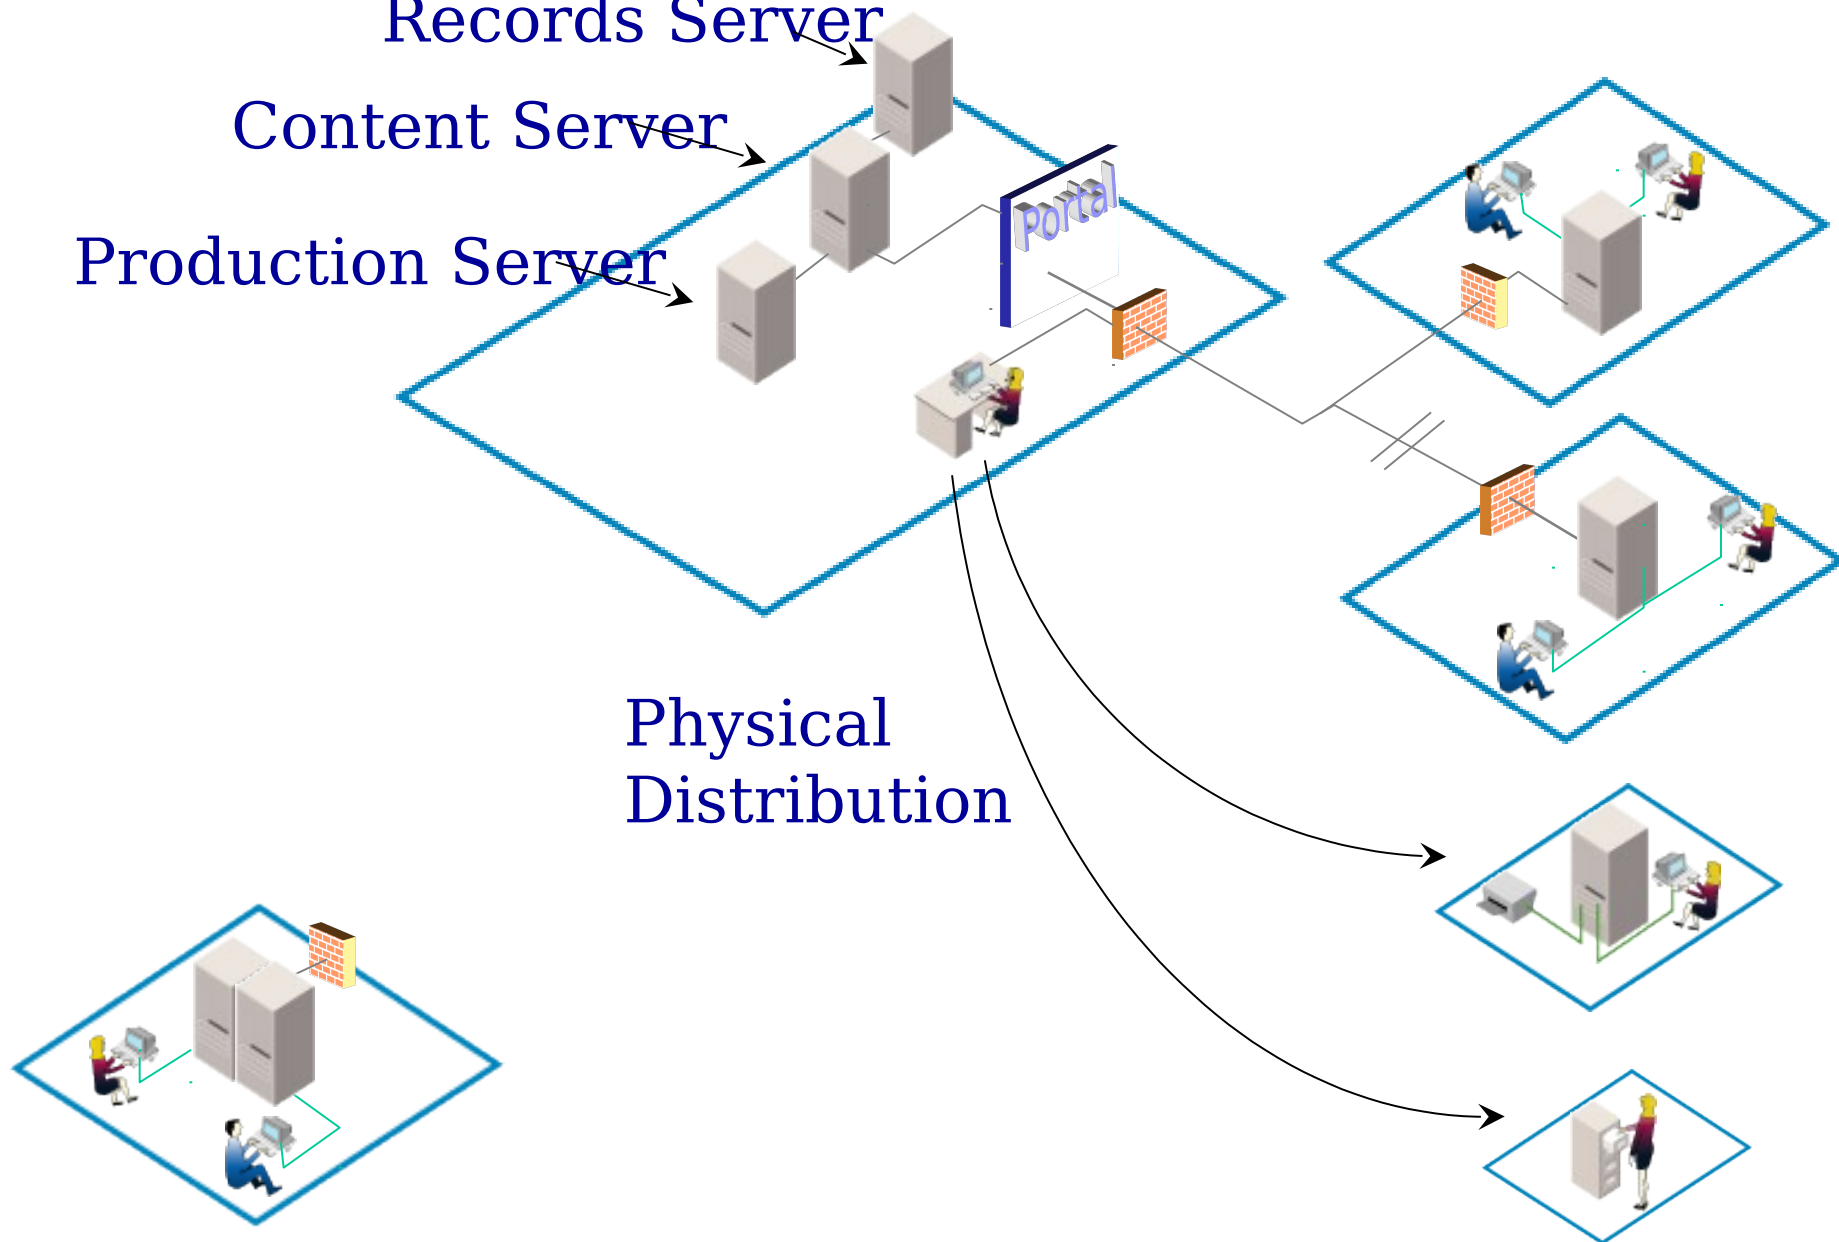 Records Server
Content Server
Production Server
Portal
Physical
Distribution